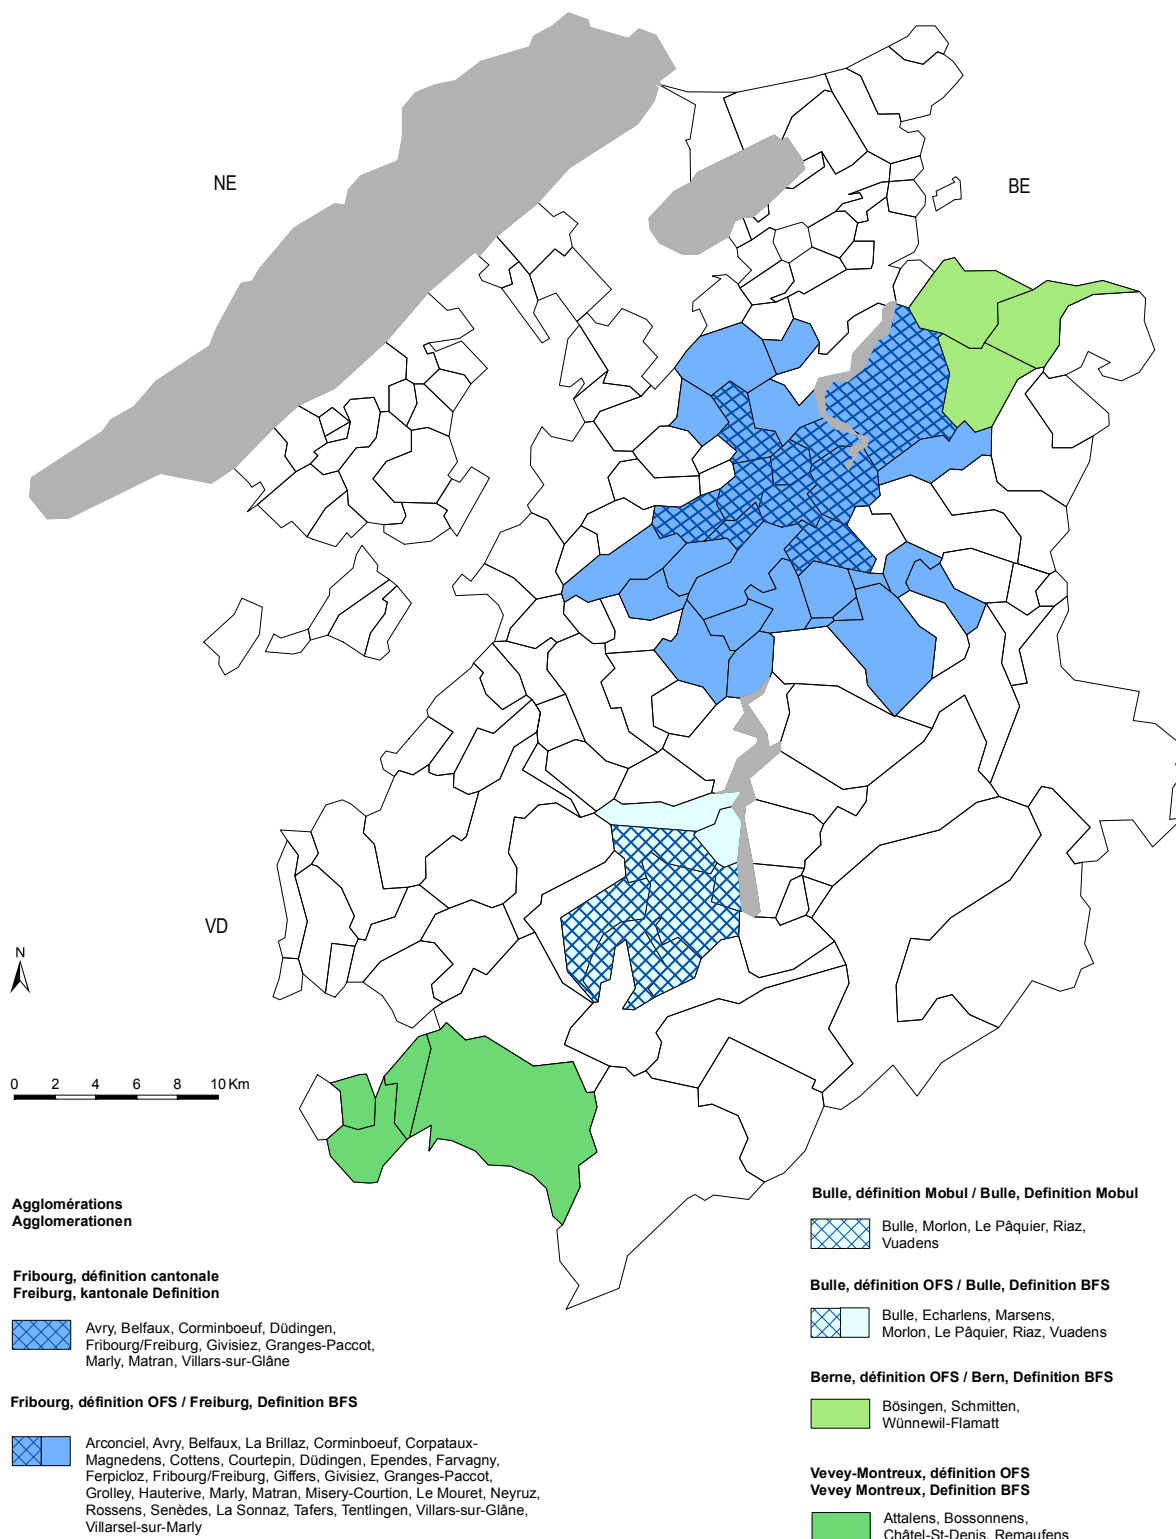 NE
BE
VD
N
0 2 4 6 8 10 Km
Agglomérations
Agglomerationen
Fribourg, définition cantonale
Freiburg, kantonale Definition
Avry, Belfaux, Corminboeuf, Düdingen,
Fribourg/Freiburg, Givisiez, Granges-Paccot,
Marly, Matran, Villars-sur-Glâne
Fribourg, définition OFS / Freiburg, Definition BFS
Arconciel, Avry, Belfaux, La Brillaz, Corminboeuf, Corpataux-
Magnedens, Cottens, Courtepin, Düdingen, Ependes, Farvagny,
Ferpicloz, Fribourg/Freiburg, Giffers, Givisiez, Granges-Paccot,
Grolley, Hauterive, Marly, Matran, Misery-Courtion, Le Mouret, Neyruz,
Rossens, Senèdes, La Sonnaz, Tafers, Tentlingen, Villars-sur-Glâne,
Villarsel-sur-Marly
Bulle, définition Mobul / Bulle, Definition Mobul
Bulle, Morlon, Le Pâquier, Riaz,
Vuadens
Bulle, définition OFS / Bulle, Definition BFS
Bulle, Echarlens, Marsens,
Morlon, Le Pâquier, Riaz, Vuadens
Berne, définition OFS / Bern, Definition BFS
Bösingen, Schmitten,
Wünnewil-Flamatt
Vevey-Montreux, définition OFS
Vevey Montreux, Definition BFS
Attalens, Bossonnens,
Châtel-St-Denis, Remaufens